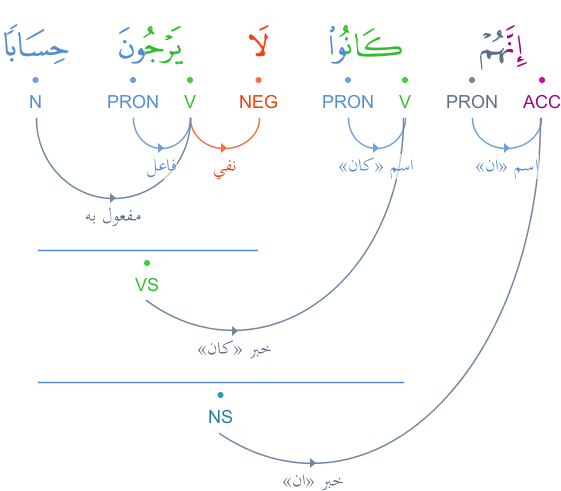 إِنَّهُمْ كَانُوا۟ لَا يَرْجُونَ حِسَابًا
ACC PRON V PRON NEG V PRON N
اسم «ان» اسم «كان» نفي فاعل
مفعول به
VS
خبر «كان»
NS
خبر «ان»